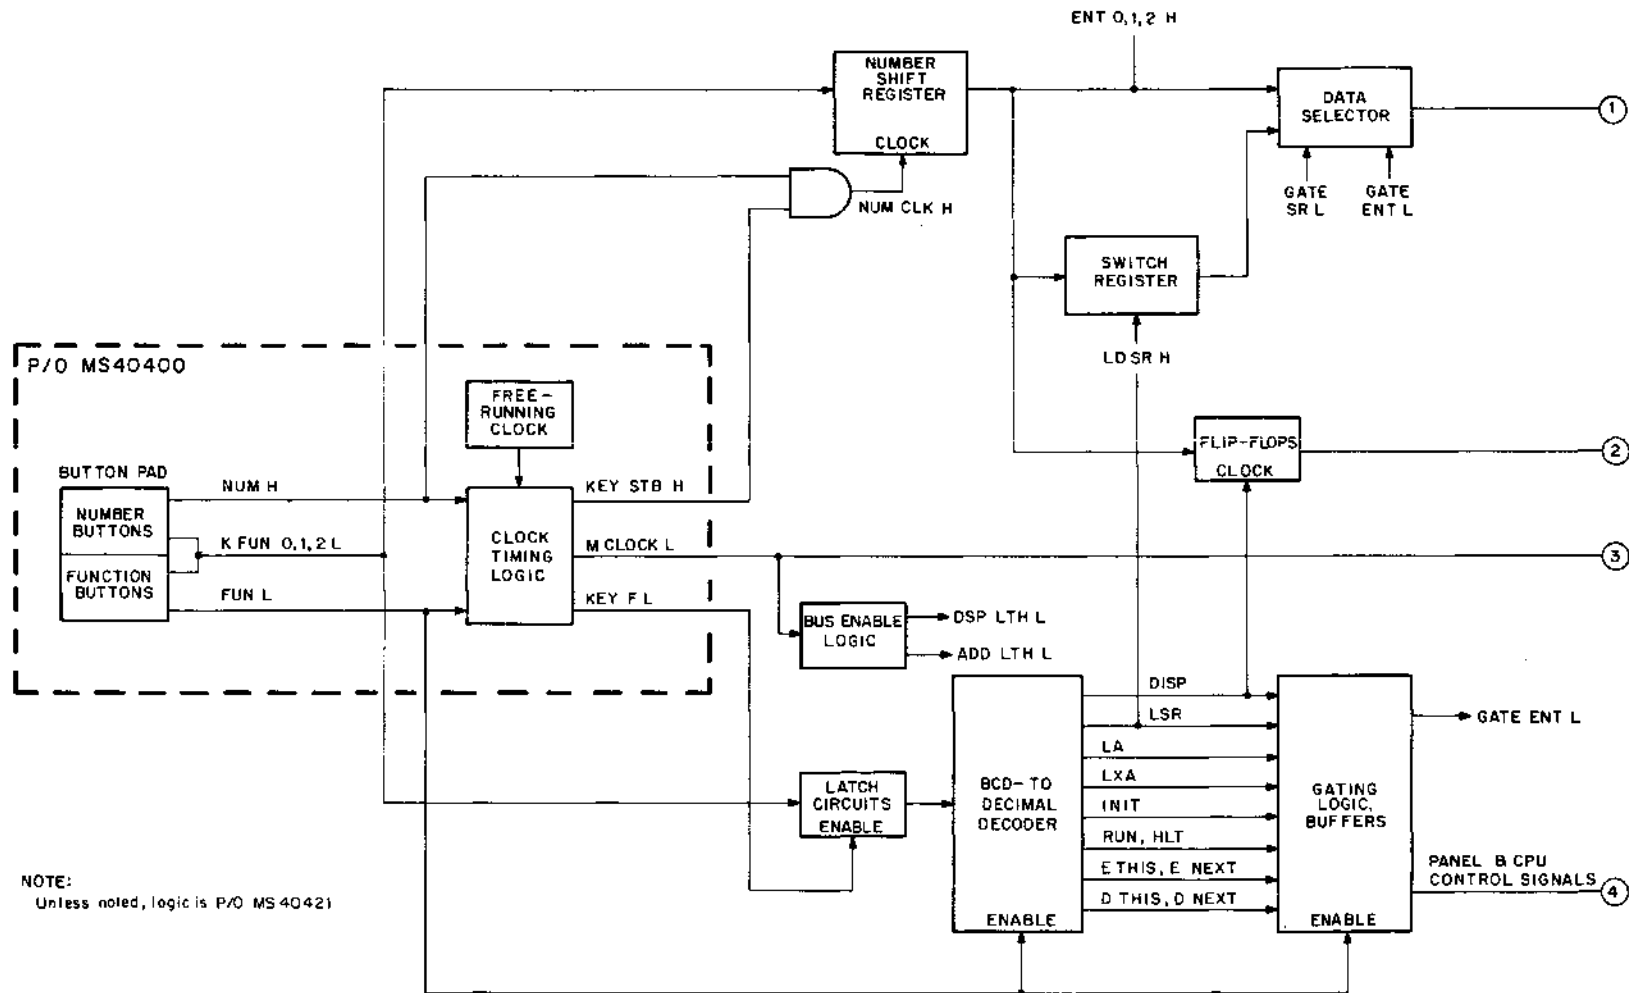 ENT 0,1,2 H
NUMBER
SHIFT
REGISTER
CLOCK
DATA
SELECTOR
1
NUM CLK H
GATE
SR L
GATE
ENT L
SWITCH
REGISTER
LDSR H
P/O MS40400
FREE-
RUNNING
CLOCK
FLIP-FLOPS
CLOCK
2
BUTTON PAD
NUMBER
BUTTONS
FUNCTION
BUTTONS
NUM H
K FUN 0,1,2 L
FUN L
CLOCK
TIMING
LOGIC
KEY STB H
M CLOCK L
KEY F L
3
BUS ENABLE
LOGIC
DSP LTH L
ADD LTH L
LATCH
CIRCUITS
ENABLE
BCD-TO
DECIMAL
DECODER
ENABLE
DISP
LSR
LA
LXA
INIT
RUN, HLT
E THIS, E NEXT
D THIS, D NEXT
GATING
LOGIC,
BUFFERS
ENABLE
GATE ENT L
PANEL & CPU
CONTROL SIGNALS
4
NOTE:
Unless noted, logic is P/O MS40421